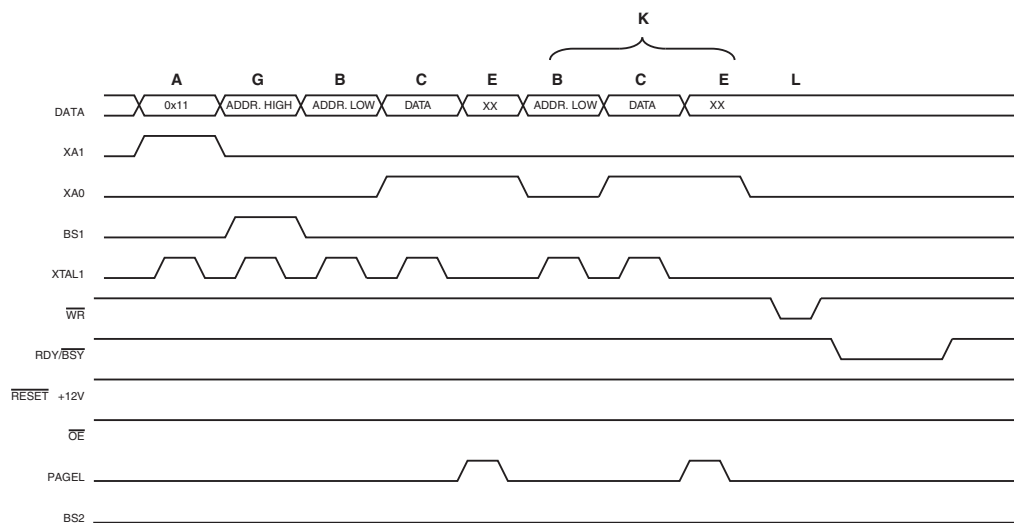 K
A G B C E B C E L
DATA 0x11 ADDR. HIGH ADDR. LOW DATA XX ADDR. LOW DATA XX
XA1
XA0
BS1
XTAL1
WR
RDY/BSY
RESET +12V
OE
PAGEL
BS2